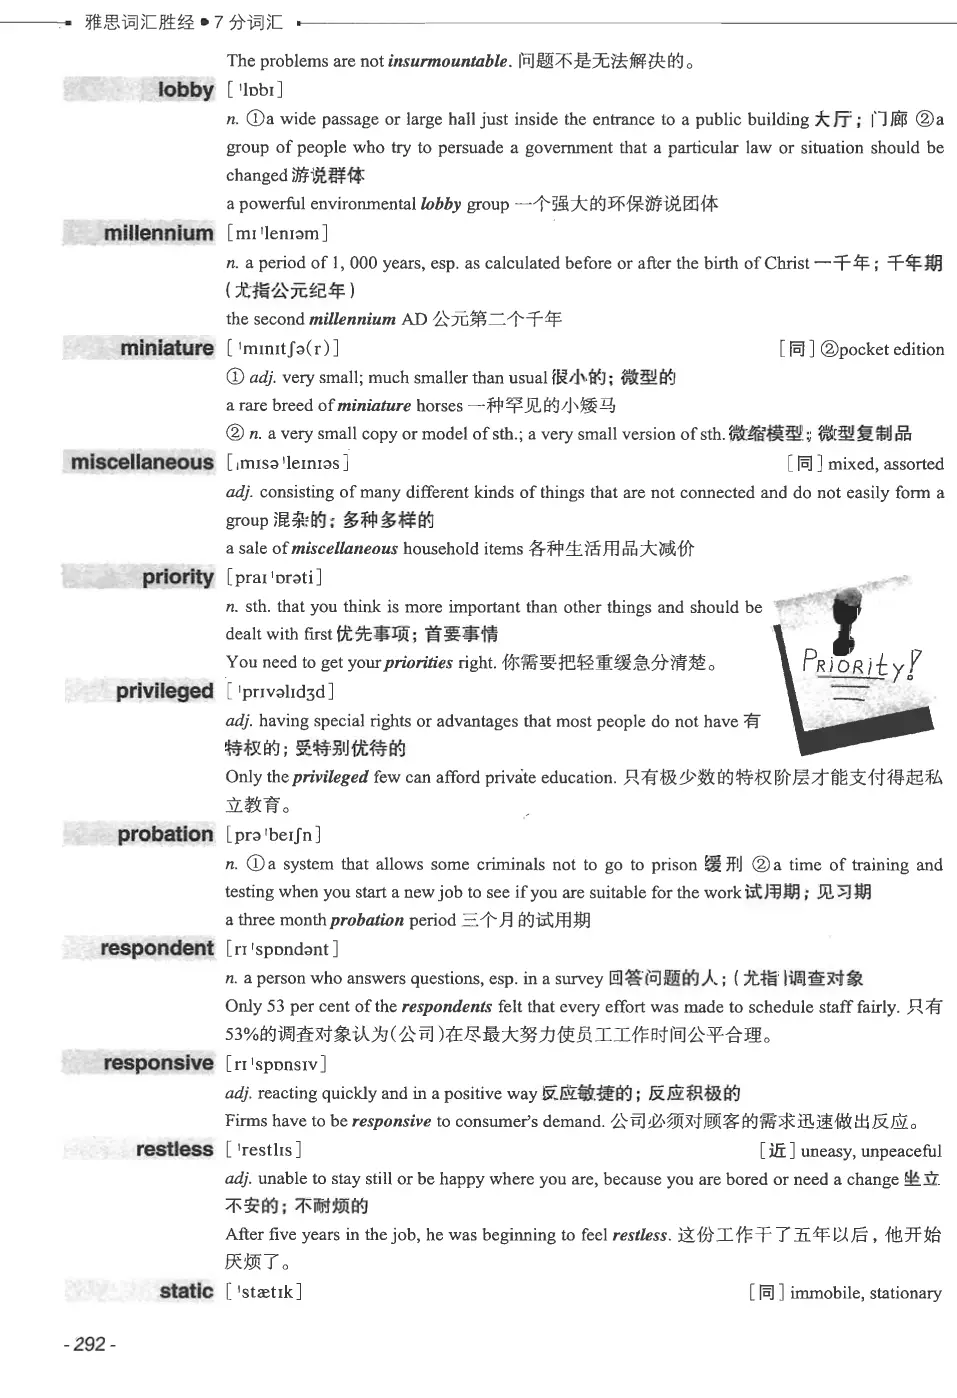 雅思词汇胜经●7分词汇
The problems are not insurmountable. 问题不是无法解决的。
lobby [ˈlɒbɪ]
n. ①a wide passage or large hall just inside the entrance to a public building 大厅；门廊 ②a
group of people who try to persuade a government that a particular law or situation should be
changed 游说群体
a powerful environmental lobby group 一个强大的环保游说团体
millennium [mɪˈlenɪəm]
n. a period of 1, 000 years, esp. as calculated before or after the birth of Christ 一千年；千年期
(尤指公元纪年)
the second millennium AD 公元第二个千年
miniature [ˈmɪnɪtʃə(r)] [同]②pocket edition
① adj. very small; much smaller than usual 很小的；微型的
a rare breed of miniature horses 一种罕见的小矮马
② n. a very small copy or model of sth.; a very small version of sth. 微缩模型；微型复制品
miscellaneous [ˌmɪsəˈleɪnɪəs] [同] mixed, assorted
adj. consisting of many different kinds of things that are not connected and do not easily form a
group 混杂的；多种多样的
a sale of miscellaneous household items 各种生活用品大减价
priority [praɪˈɒrəti]
n. sth. that you think is more important than other things and should be
dealt with first 优先事项；首要事情
You need to get your priorities right. 你需要把轻重缓急分清楚。
PRiORitY!
privileged [ˈprɪvəlɪdʒd]
adj. having special rights or advantages that most people do not have 有
特权的；受特别优待的
Only the privileged few can afford private education. 只有极少数的特权阶层才能支付得起私
立教育。
probation [prəˈbeɪʃn]
n. ①a system that allows some criminals not to go to prison 缓刑 ②a time of training and
testing when you start a new job to see if you are suitable for the work 试用期；见习期
a three month probation period 三个月的试用期
respondent [rɪˈspɒndənt]
n. a person who answers questions, esp. in a survey 回答问题的人；(尤指)调查对象
Only 53 per cent of the respondents felt that every effort was made to schedule staff fairly. 只有
53%的调查对象认为(公司)在尽最大努力使员工工作时间公平合理。
responsive [rɪˈspɒnsɪv]
adj. reacting quickly and in a positive way 反应敏捷的；反应积极的
Firms have to be responsive to consumer's demand. 公司必须对顾客的需求迅速做出反应。
restless [ˈrestlɪs] [近] uneasy, unpeaceful
adj. unable to stay still or be happy where you are, because you are bored or need a change 坐立
不安的；不耐烦的
After five years in the job, he was beginning to feel restless. 这份工作干了五年以后，他开始
厌烦了。
static [ˈstætɪk] [同] immobile, stationary
- 292 -